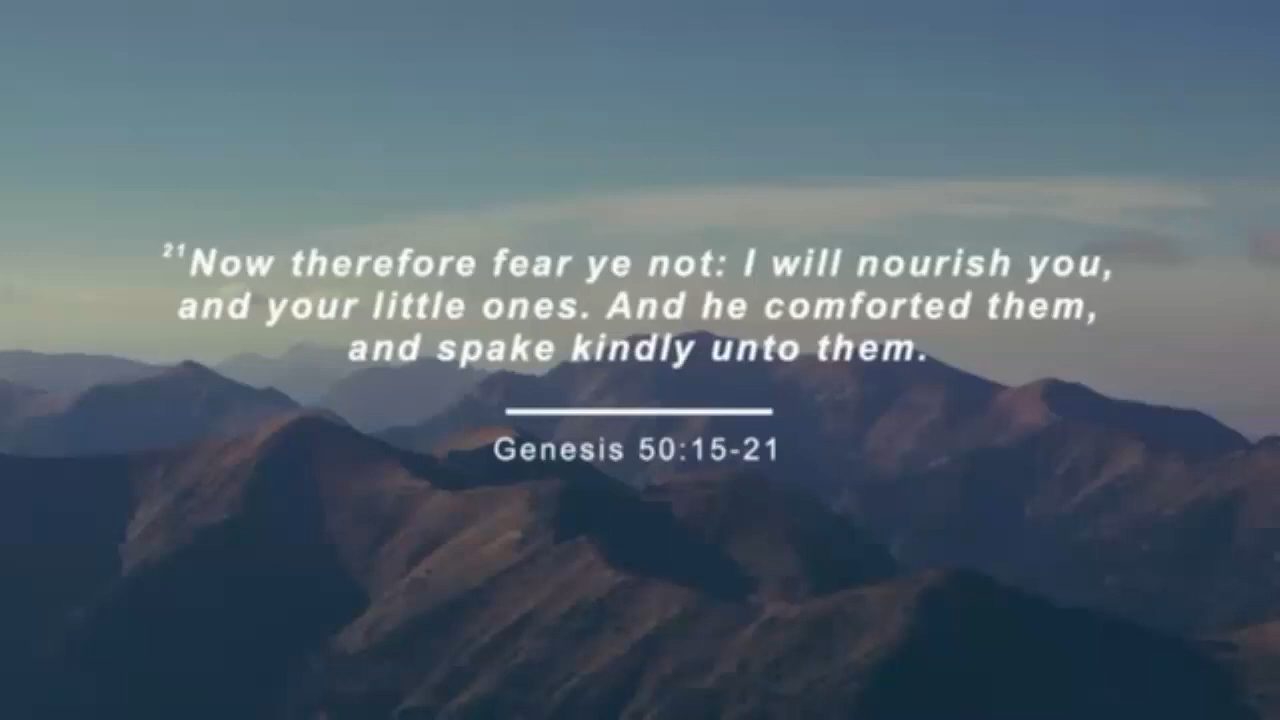 ²¹Now therefore fear ye not: I will nourish you,
and your little ones. And he comforted them,
and spake kindly unto them.
Genesis 50:15-21